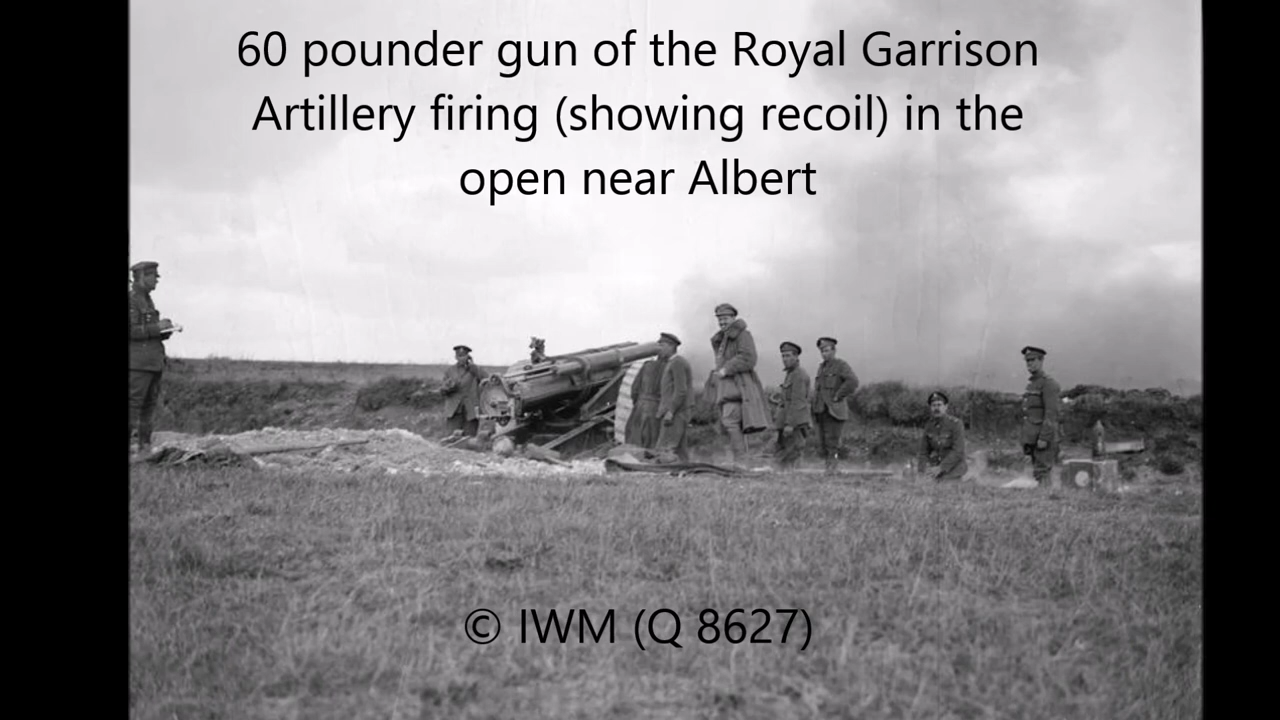 60 pounder gun of the Royal Garrison
Artillery firing (showing recoil) in the
open near Albert
© IWM (Q 8627)